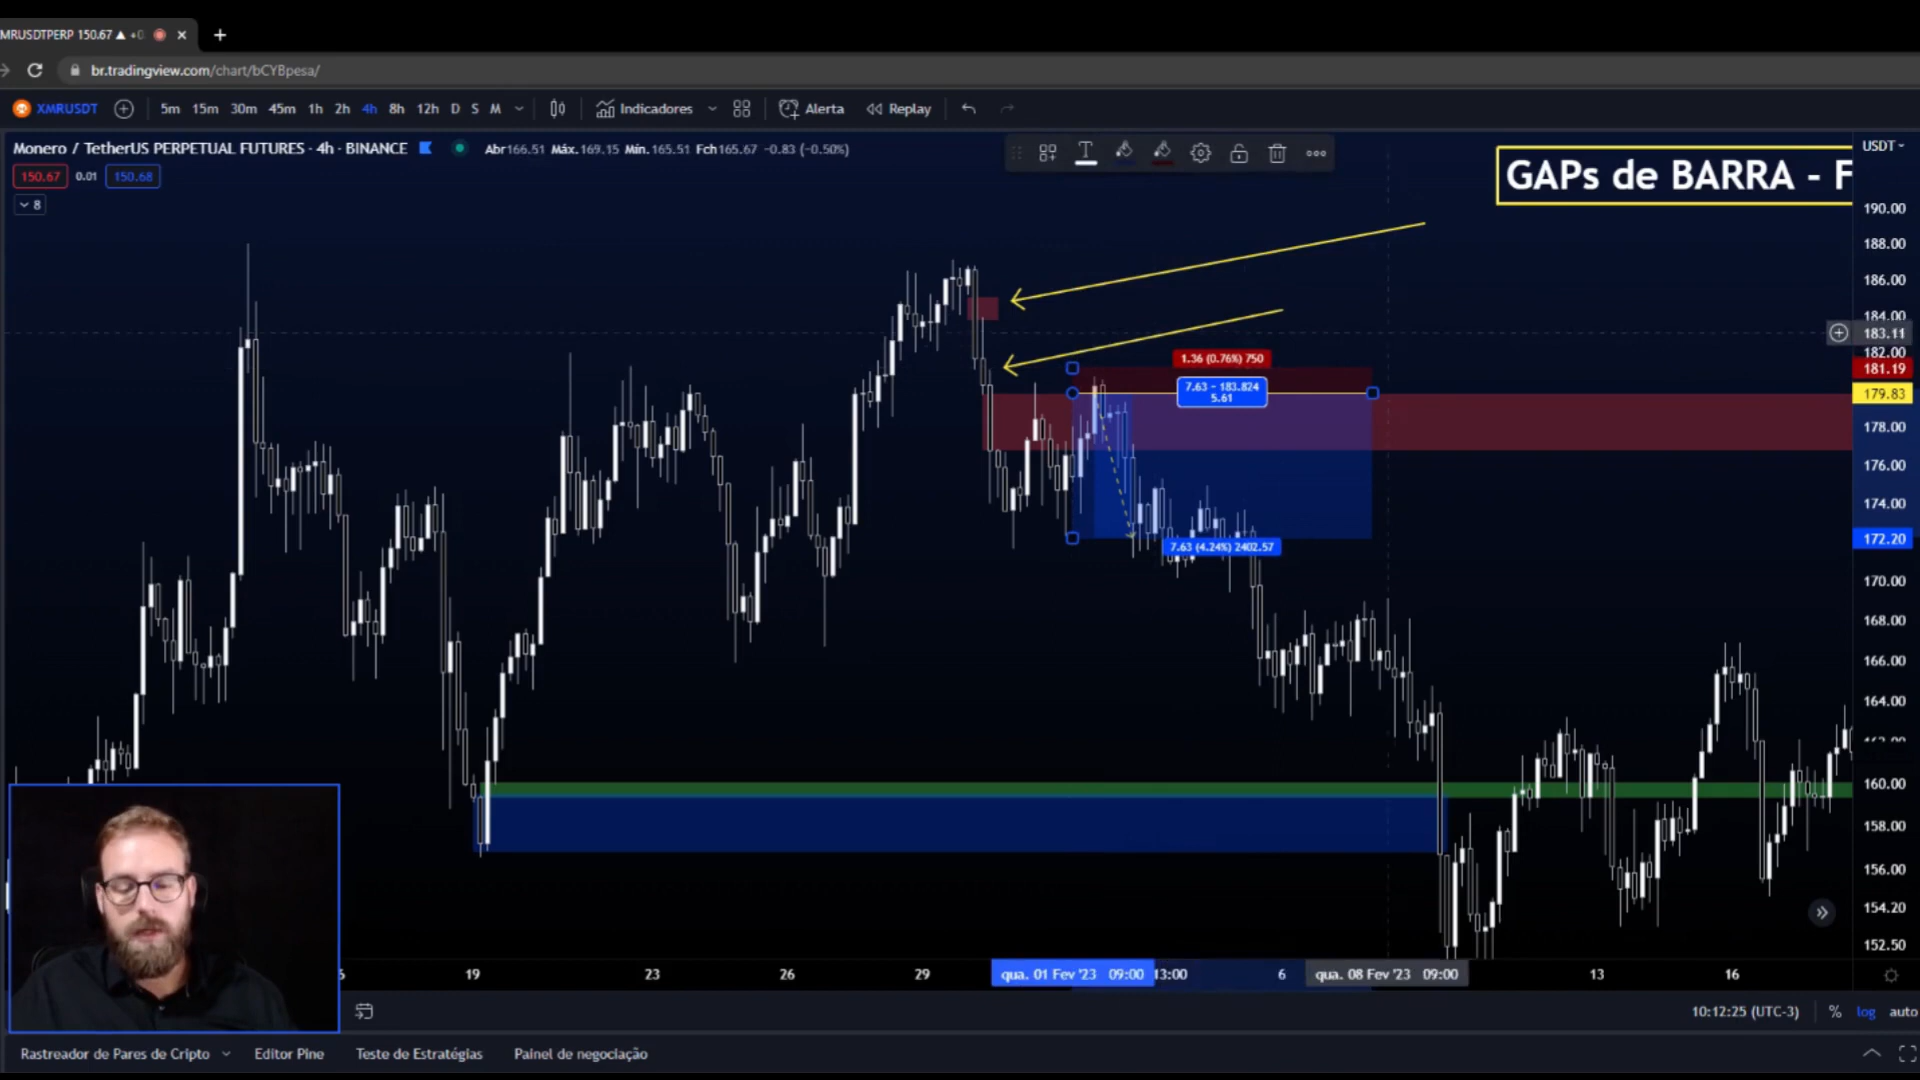 MRUSDTPERP 150.67 ▲ +0
br.tradingview.com/chart/bCYBpesa/
XMRUSDT 5m 15m 30m 45m 1h 2h 4h 8h 12h D S M Indicadores Alerta Replay
Monero / TetherUS PERPETUAL FUTURES · 4h · BINANCE Abr166.51 Máx.169.15 Mín.165.51 Fch165.67 −0.83 (−0.50%)
150.67 0.01 150.68
8
GAPs de BARRA - F
USDT
190.00
188.00
186.00
184.00
183.11
182.00
181.19
179.83
178.00
176.00
174.00
172.20
170.00
168.00
166.00
164.00
160.00
158.00
156.00
154.20
152.50
1.36 (0.76%) 750
7.63 - 183.824
5.61
7.63 (4.24%) 2402.57
19 23 26 29 qua. 01 Fev '23 09:00 13:00 6 qua. 08 Fev '23 09:00 13 16
10:12:25 (UTC-3) % log auto
Rastreador de Pares de Cripto Editor Pine Teste de Estratégias Painel de negociação